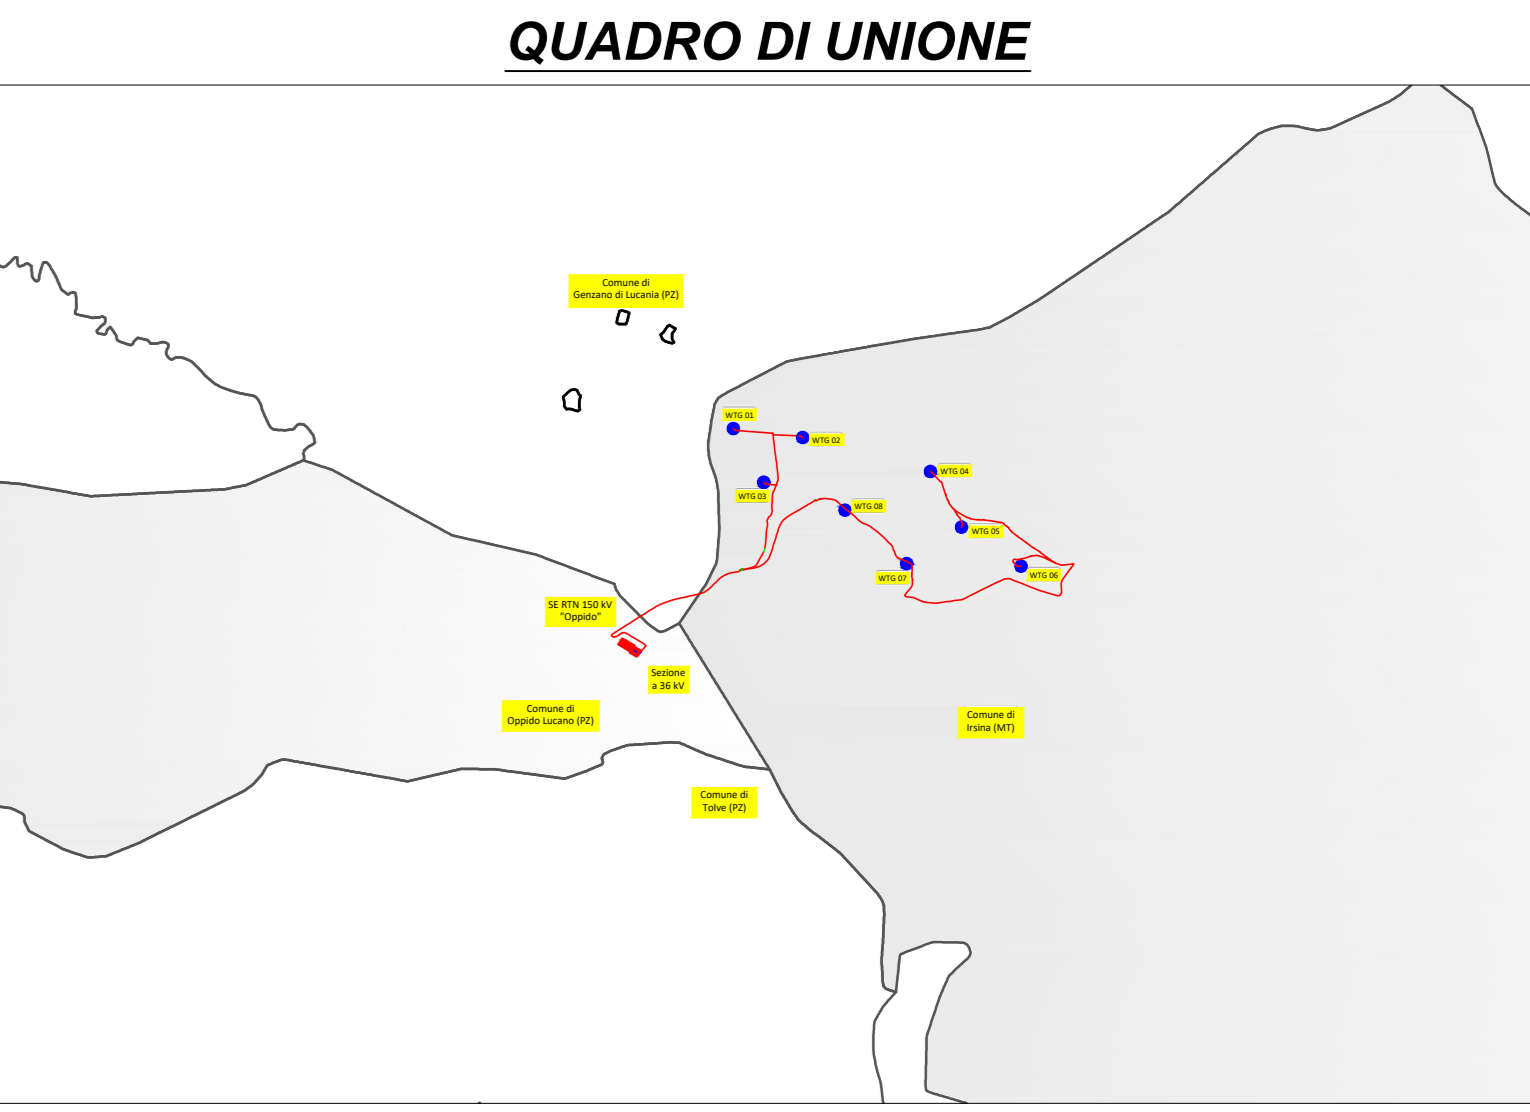 QUADRO DI UNIONE
Comune di
Genzano di Lucania (PZ)
WTG 01
WTG 02
WTG 03
WTG 04
WTG 08
WTG 05
WTG 07
WTG 06
SE RTN 150 kV
"Oppido"
Sezione
a 36 kV
Comune di
Oppido Lucano (PZ)
Comune di
Irsina (MT)
Comune di
Tolve (PZ)